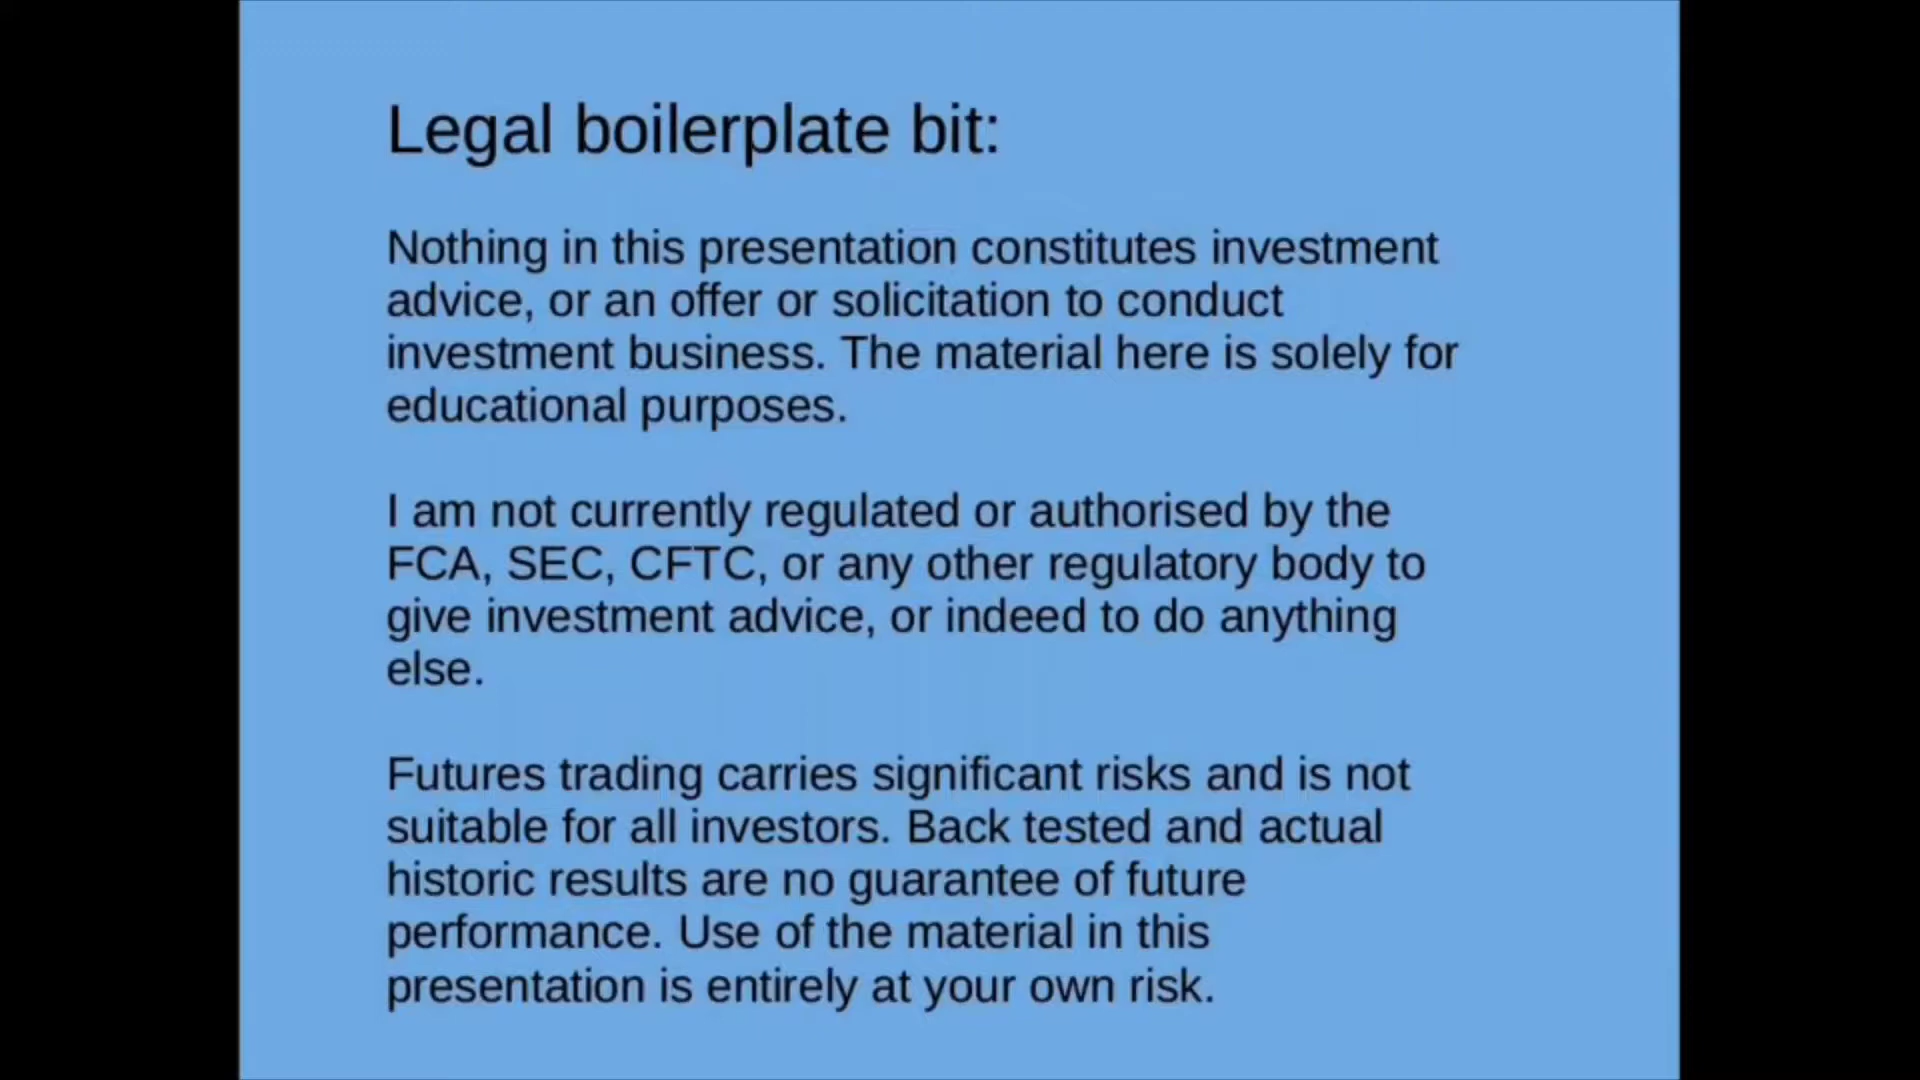 Legal boilerplate bit:
Nothing in this presentation constitutes investment
advice, or an offer or solicitation to conduct
investment business. The material here is solely for
educational purposes.
I am not currently regulated or authorised by the
FCA, SEC, CFTC, or any other regulatory body to
give investment advice, or indeed to do anything
else.
Futures trading carries significant risks and is not
suitable for all investors. Back tested and actual
historic results are no guarantee of future
performance. Use of the material in this
presentation is entirely at your own risk.